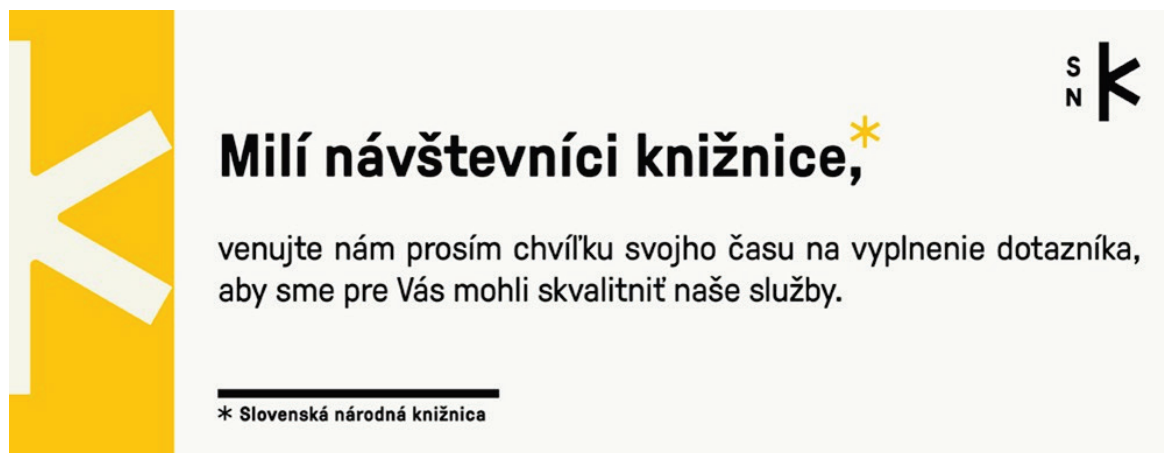 S
N k
Milí návštevníci knižnice,*
venujte nám prosím chvíľku svojho času na vyplnenie dotazníka,
aby sme pre Vás mohli skvalitniť naše služby.
* Slovenská národná knižnica